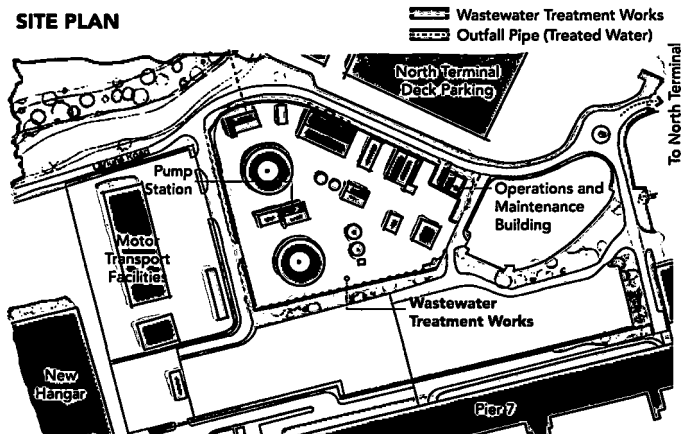 SITE PLAN
Wastewater Treatment Works
Outfall Pipe (Treated Water)
North Terminal
Deck Parking
To North Terminal
Pump
Station
Operations and
Maintenance
Building
Motor
Transport
Facilities
Wastewater
Treatment Works
New
Hangar
Pier 7